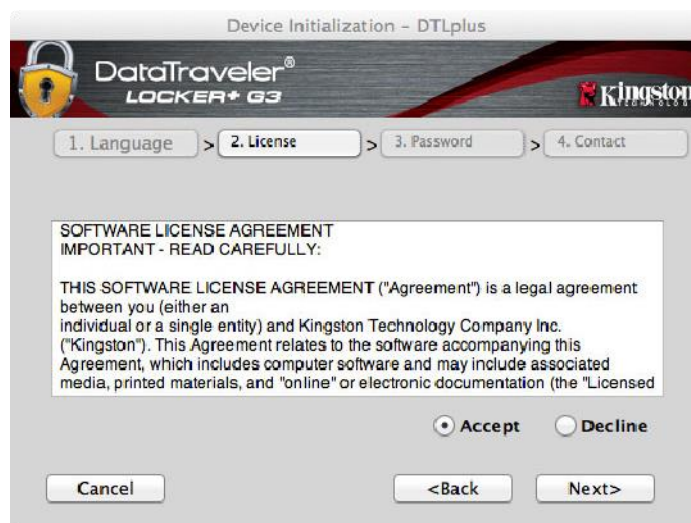 Device Initialization - DTLplus
DataTraveler®
LOCKER+ G3
Kingston
TECHNOLOGY
1. Language > 2. License > 3. Password > 4. Contact
SOFTWARE LICENSE AGREEMENT
IMPORTANT - READ CAREFULLY:
THIS SOFTWARE LICENSE AGREEMENT ("Agreement") is a legal agreement
between you (either an
individual or a single entity) and Kingston Technology Company Inc.
("Kingston"). This Agreement relates to the software accompanying this
Agreement, which includes computer software and may include associated
media, printed materials, and "online" or electronic documentation (the "Licensed
Accept Decline
Cancel <Back Next>